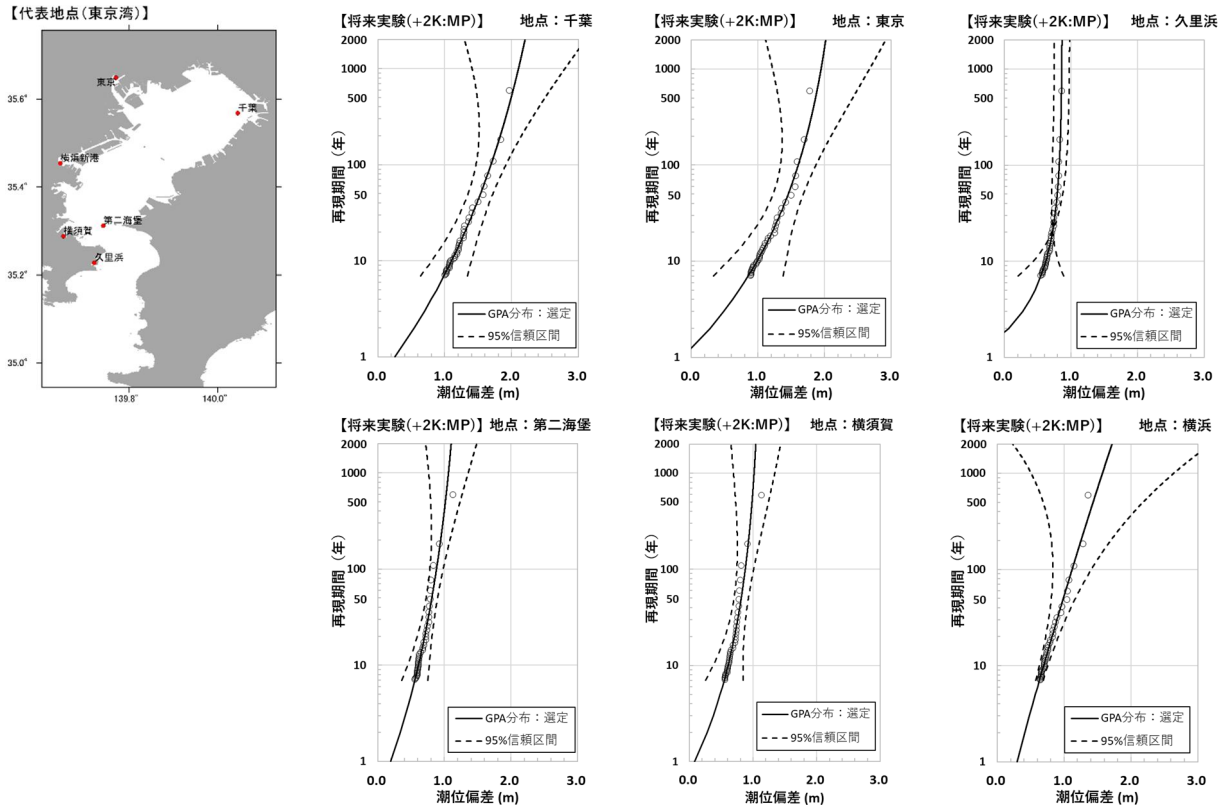 【代表地点(東京湾)】
東京
千葉
横浜新港
第二海堡
横須賀
久里浜
35.6°
35.4°
35.2°
35.0°
139.8°
140.0°
【将来実験(+2K:MP)】 地点：千葉
再現期間（年）
2000
1000
500
100
50
10
1
GPA分布：選定
95%信頼区間
0.0 1.0 2.0 3.0
潮位偏差 (m)
【将来実験(+2K:MP)】 地点：東京
再現期間（年）
2000
1000
500
100
50
10
1
GPA分布：選定
95%信頼区間
0.0 1.0 2.0 3.0
潮位偏差 (m)
【将来実験(+2K:MP)】 地点：久里浜
再現期間（年）
2000
1000
500
100
50
10
1
GPA分布：選定
95%信頼区間
0.0 1.0 2.0 3.0
潮位偏差 (m)
【将来実験(+2K:MP)】 地点：第二海堡
再現期間（年）
2000
1000
500
100
50
10
1
GPA分布：選定
95%信頼区間
0.0 1.0 2.0 3.0
潮位偏差 (m)
【将来実験(+2K:MP)】 地点：横須賀
再現期間（年）
2000
1000
500
100
50
10
1
GPA分布：選定
95%信頼区間
0.0 1.0 2.0 3.0
潮位偏差 (m)
【将来実験(+2K:MP)】 地点：横浜
再現期間（年）
2000
1000
500
100
50
10
1
GPA分布：選定
95%信頼区間
0.0 1.0 2.0 3.0
潮位偏差 (m)